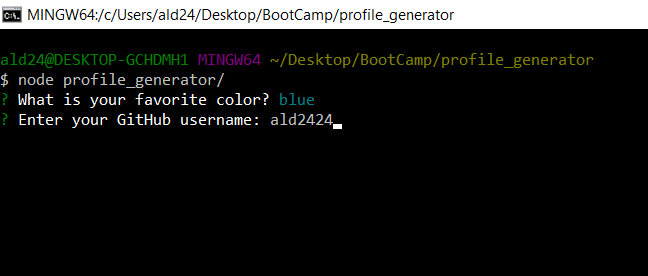 MINGW64:/c/Users/ald24/Desktop/BootCamp/profile_generator
ald24@DESKTOP-GCHDMH1 MINGW64 ~/Desktop/BootCamp/profile_generator
$ node profile_generator/
? What is your favorite color? blue
? Enter your GitHub username: ald2424